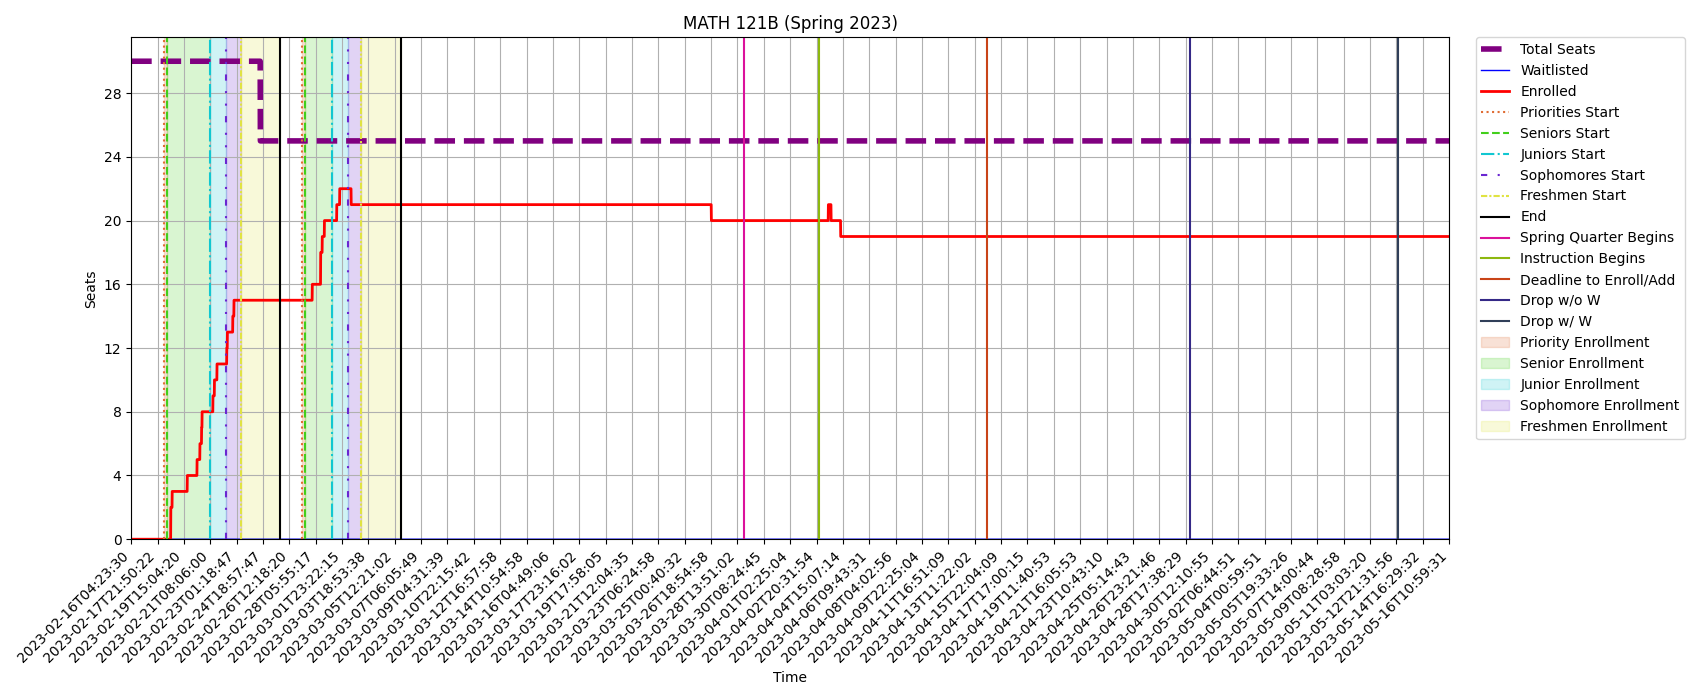 MATH 121B (Spring 2023)
Seats
28
24
20
16
12
8
4
0
2023-02-16T04:23:30
2023-02-17T21:50:22
2023-02-19T15:04:20
2023-02-21T08:06:00
2023-02-23T01:18:47
2023-02-24T18:57:47
2023-02-26T12:18:20
2023-02-28T05:55:17
2023-03-01T23:22:15
2023-03-03T18:53:38
2023-03-05T12:21:02
2023-03-07T06:05:49
2023-03-09T04:31:39
2023-03-10T22:15:42
2023-03-12T16:57:58
2023-03-14T10:54:58
2023-03-16T04:49:06
2023-03-17T23:16:02
2023-03-19T17:58:05
2023-03-21T12:04:35
2023-03-23T06:24:58
2023-03-25T00:40:32
2023-03-26T18:54:58
2023-03-28T13:51:02
2023-03-30T08:24:45
2023-04-01T02:25:04
2023-04-02T20:31:54
2023-04-04T15:07:14
2023-04-06T09:43:31
2023-04-08T04:02:56
2023-04-09T22:25:04
2023-04-11T16:51:09
2023-04-13T11:22:02
2023-04-15T22:04:09
2023-04-17T17:00:15
2023-04-19T11:40:53
2023-04-21T16:05:53
2023-04-23T10:43:10
2023-04-25T05:14:43
2023-04-26T23:21:46
2023-04-28T17:38:29
2023-04-30T12:10:55
2023-05-02T06:44:51
2023-05-04T00:59:51
2023-05-05T19:33:26
2023-05-07T14:00:44
2023-05-09T08:28:58
2023-05-11T03:03:20
2023-05-12T21:31:56
2023-05-14T16:29:32
2023-05-16T10:59:31
Time
Total Seats
Waitlisted
Enrolled
Priorities Start
Seniors Start
Juniors Start
Sophomores Start
Freshmen Start
End
Spring Quarter Begins
Instruction Begins
Deadline to Enroll/Add
Drop w/o W
Drop w/ W
Priority Enrollment
Senior Enrollment
Junior Enrollment
Sophomore Enrollment
Freshmen Enrollment